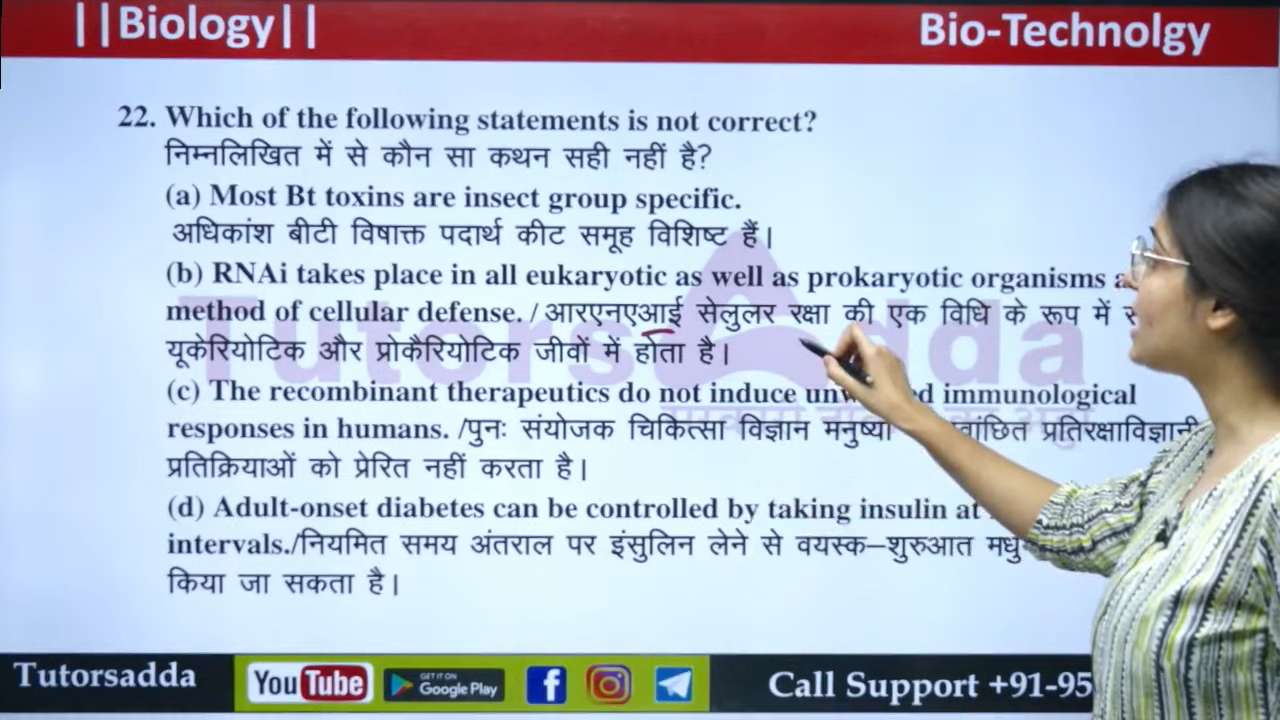 ||Biology||
Bio-Technolgy
22. Which of the following statements is not correct?
निम्नलिखित में से कौन सा कथन सही नहीं है?
(a) Most Bt toxins are insect group specific.
अधिकांश बीटी विषाक्त पदार्थ कीट समूह विशिष्ट हैं।
(b) RNAi takes place in all eukaryotic as well as prokaryotic organisms
method of cellular defense. / आरएनएआई सेलुलर रक्षा की एक विधि के रूप में
यूकेरियोटिक और प्रोकैरियोटिक जीवों में होता है।
(c) The recombinant therapeutics do not induce immunological
responses in humans. /पुनः संयोजक चिकित्सा विज्ञान प्रतिरक्षाविज्ञानी
प्रतिक्रियाओं को प्रेरित नहीं करता है।
(d) Adult-onset diabetes can be controlled by taking insulin at
intervals./नियमित समय अंतराल पर इंसुलिन लेने से वयस्क–शुरुआत
किया जा सकता है।
TutorsAdda
Tutorsadda
YouTube
GET IT ON
Google Play
Call Support +91-95